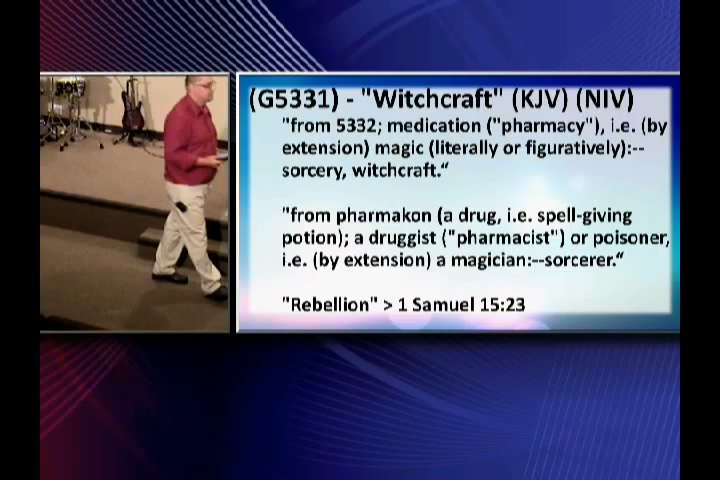 (G5331) - "Witchcraft" (KJV) (NIV)
"from 5332; medication ("pharmacy"), i.e. (by
extension) magic (literally or figuratively):--
sorcery, witchcraft.“
"from pharmakon (a drug, i.e. spell-giving
potion); a druggist ("pharmacist") or poisoner,
i.e. (by extension) a magician:--sorcerer.“
"Rebellion" > 1 Samuel 15:23